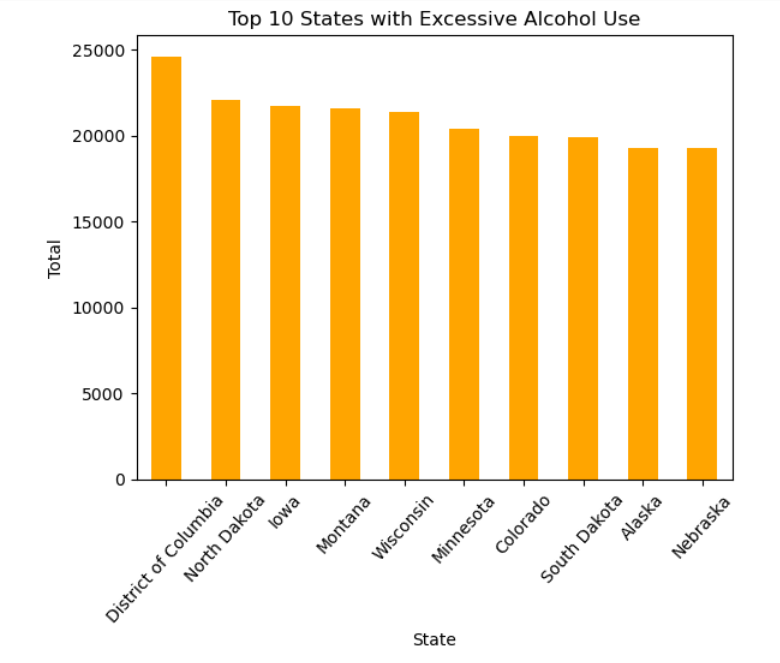 Top 10 States with Excessive Alcohol Use
25000
20000
15000
10000
5000
0
Total
District of Columbia
North Dakota
Iowa
Montana
Wisconsin
Minnesota
Colorado
South Dakota
Alaska
Nebraska
State